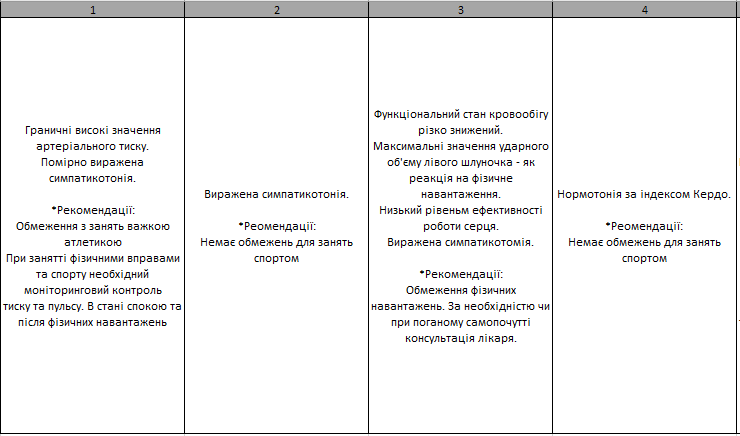 1
2
3
4
Граничні високі значення
артеріального тиску.
Помірно виражена
симпатикотонія.
*Рекомендації:
Обмеження з занять важкою
атлетикою
При занятті фізичними вправами
та спорту необхідний
моніторинговий контроль
тиску та пульсу. В стані спокою та
після фізичних навантажень
Виражена симпатикотонія.
*Реомендації:
Немає обмежень для занять
спортом
Функціональний стан кровообігу
різко знижений.
Максимальні значення ударного
об'єму лівого шлуночка - як
реакція на фізичне
навантаження.
Низький рівеньм ефективності
роботи серця.
Виражена симпатикотомія.
*Рекомендації:
Обмеження фізичних
навантажень. За необхідністю чи
при поганому самопочутті
консультація лікаря.
Нормотонія за індексом Кердо.
*Реомендації:
Немає обмежень для занять
спортом